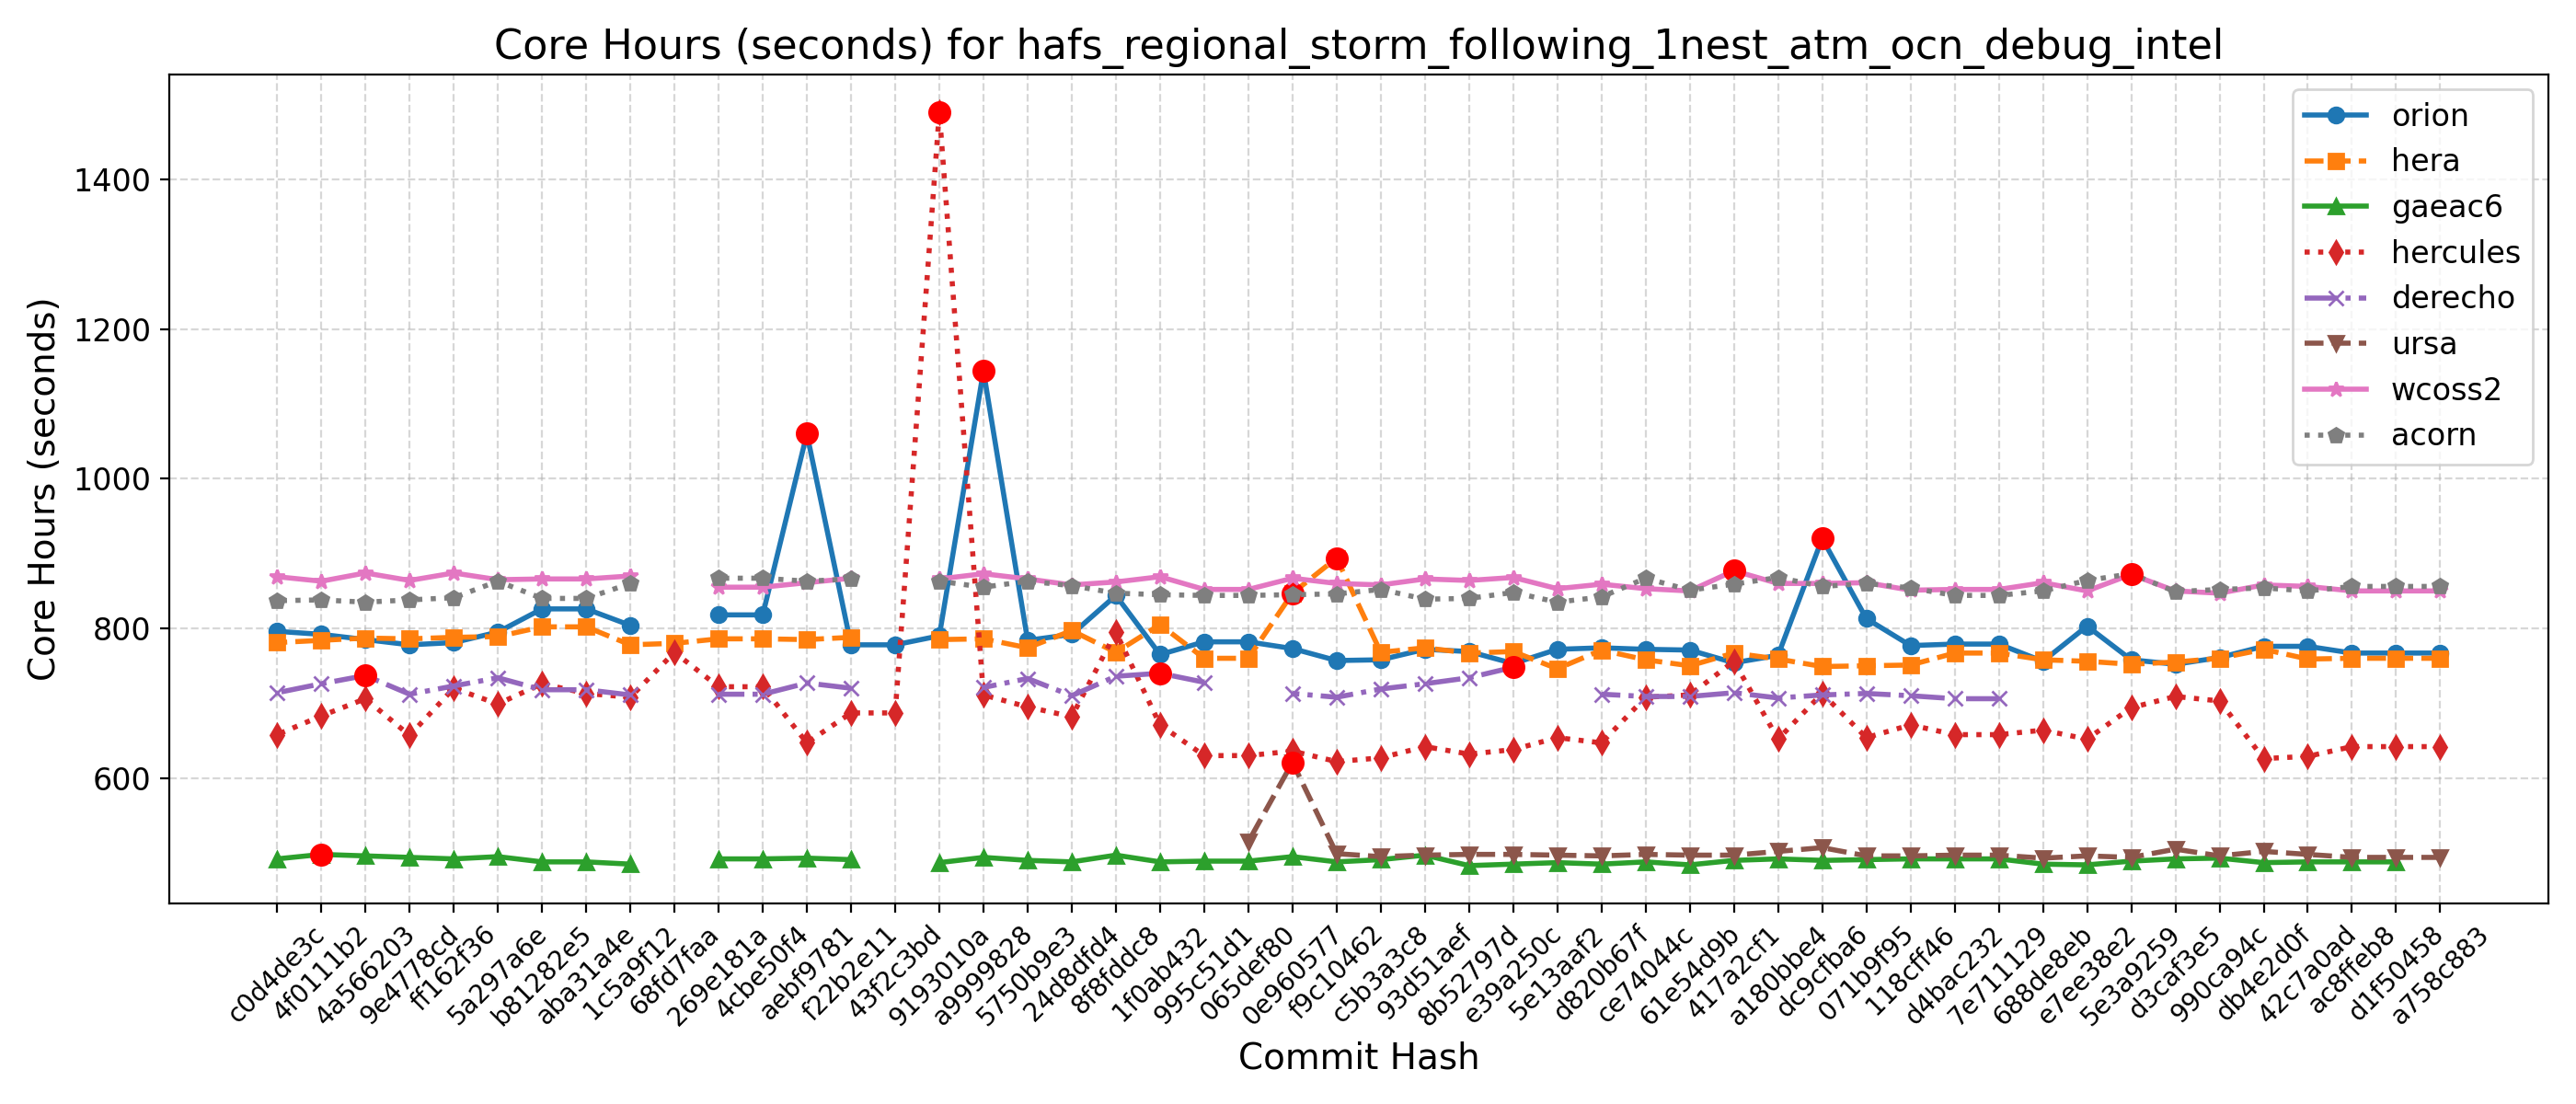 Core Hours (seconds) for hafs_regional_storm_following_1nest_atm_ocn_debug_intel
Core Hours (seconds)
1400
1200
1000
800
600
orion
hera
gaeac6
hercules
derecho
ursa
wcoss2
acorn
c0d4de3c
4f0111b2
4a566203
9e4778cd
ff162f36
5a297a6e
b81282e5
aba31a4e
1c5a9f12
68fd7faa
269e181a
4cbe50f4
aebf9781
f22b2e11
43f2c3bd
9193010a
a9999828
5750b9e3
24d8dfd4
8f8fddc8
1f0ab432
995c51d1
065def80
0e960577
f9c10462
c5b3a3c8
93d51aef
8b52797d
e39a250c
5e13aaf2
d820b67f
ce74044c
61e54d9b
417a2cf1
a180bbe4
dc9cfba6
071b9f95
118cff46
d4bac232
7e711129
688de8eb
e7ee38e2
5e3a9259
d3caf3e5
990ca94c
db4e2d0f
42c7a0ad
ac8ffeb8
d1f50458
a758c883
Commit Hash